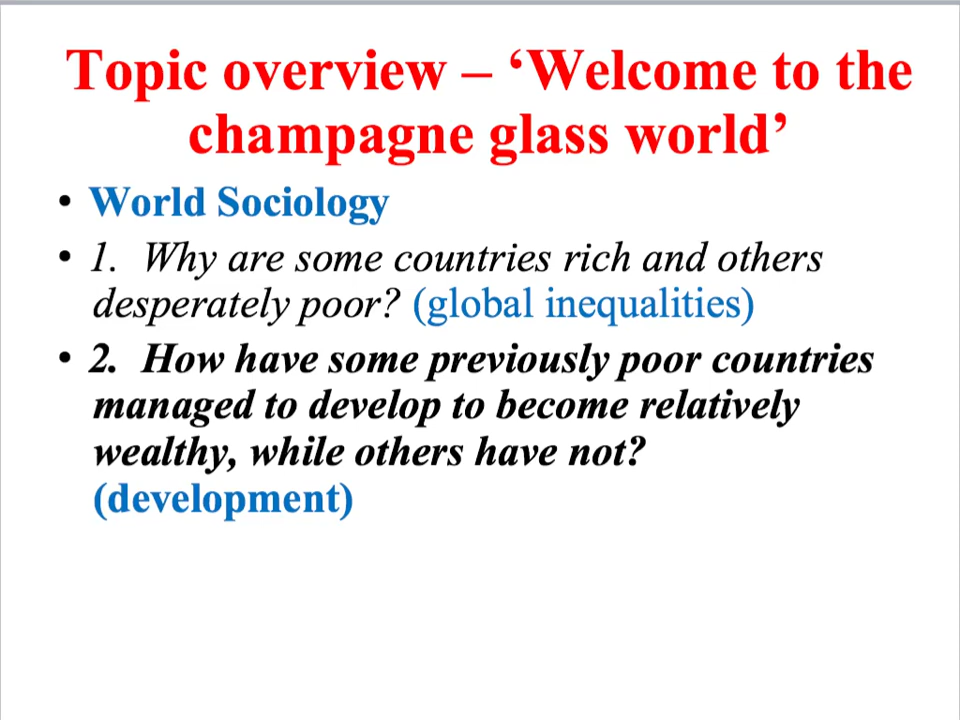 Topic overview – ‘Welcome to the
champagne glass world’
• World Sociology
• 1. Why are some countries rich and others
desperately poor? (global inequalities)
• 2. How have some previously poor countries
managed to develop to become relatively
wealthy, while others have not?
(development)